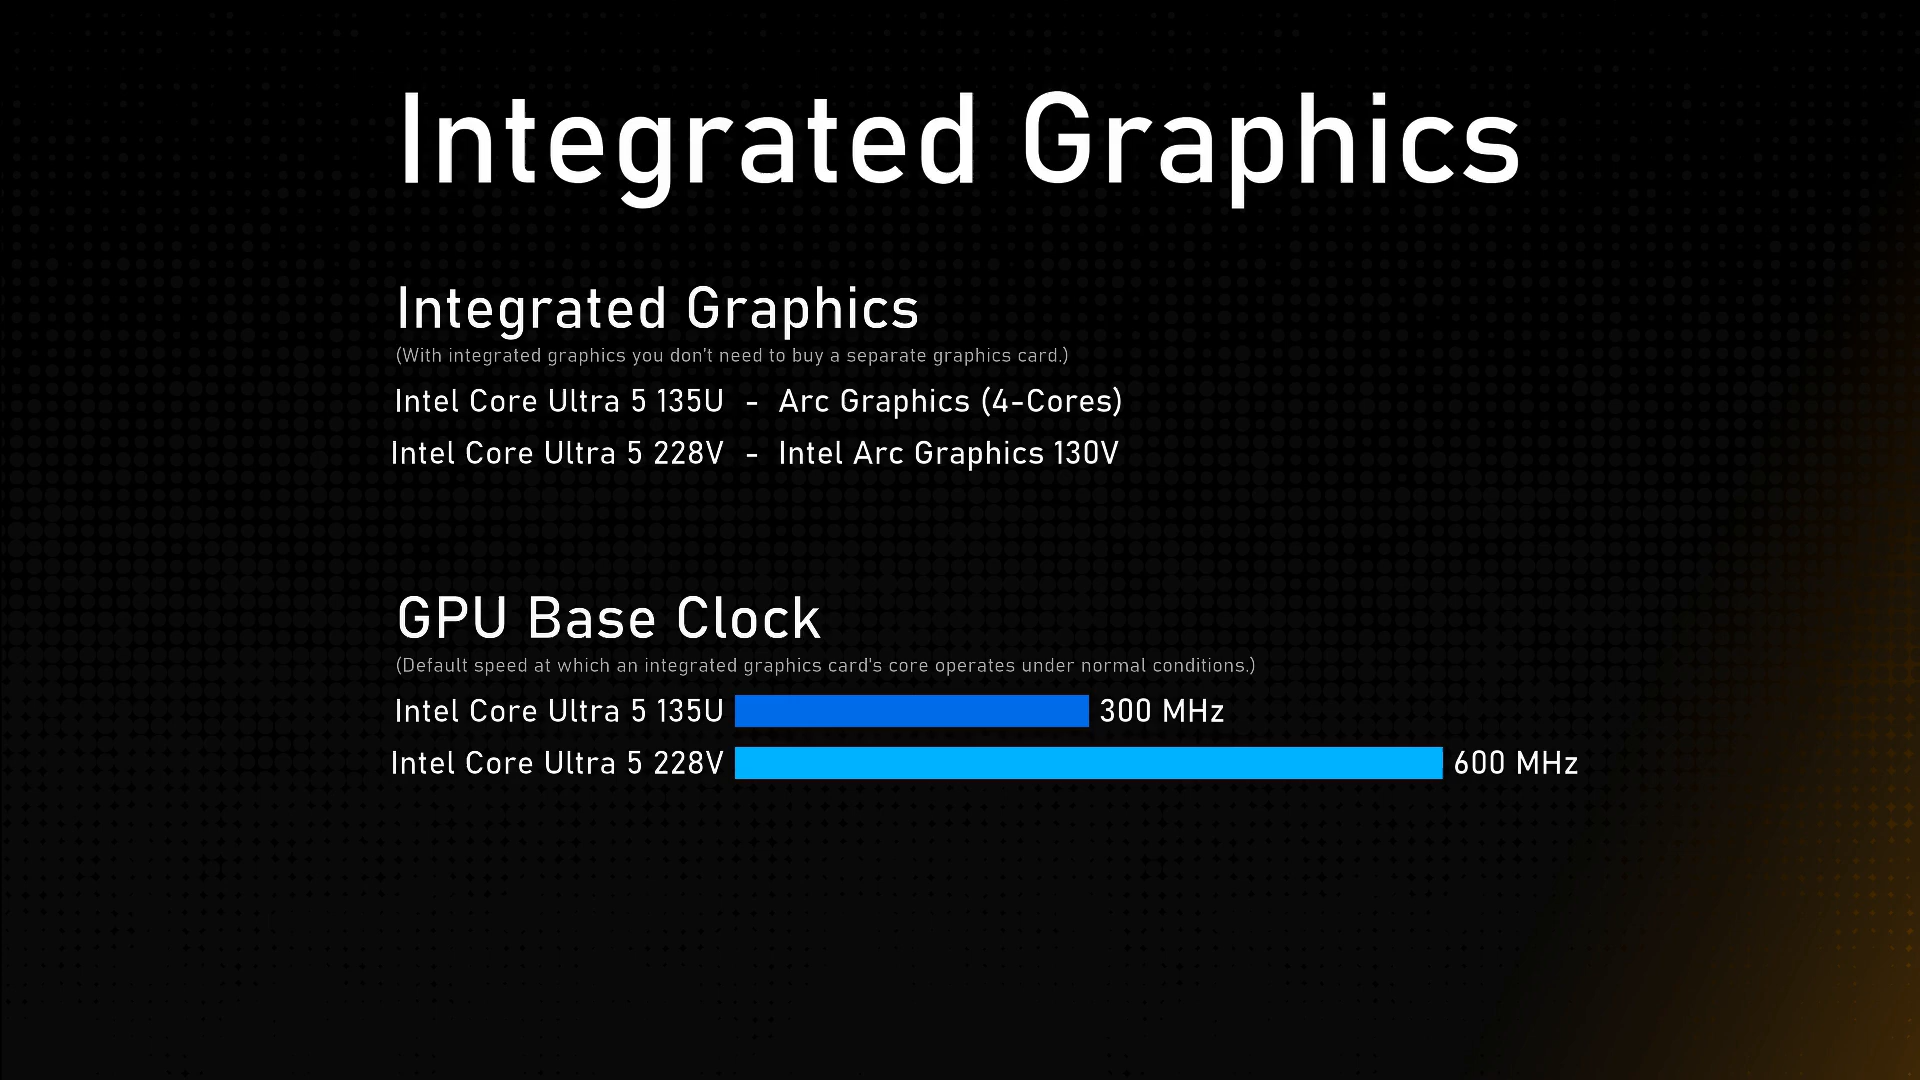 Integrated Graphics
Integrated Graphics
(With integrated graphics you don't need to buy a separate graphics card.)
Intel Core Ultra 5 135U - Arc Graphics (4-Cores)
Intel Core Ultra 5 228V - Intel Arc Graphics 130V
GPU Base Clock
(Default speed at which an integrated graphics card's core operates under normal conditions.)
Intel Core Ultra 5 135U 300 MHz
Intel Core Ultra 5 228V 600 MHz